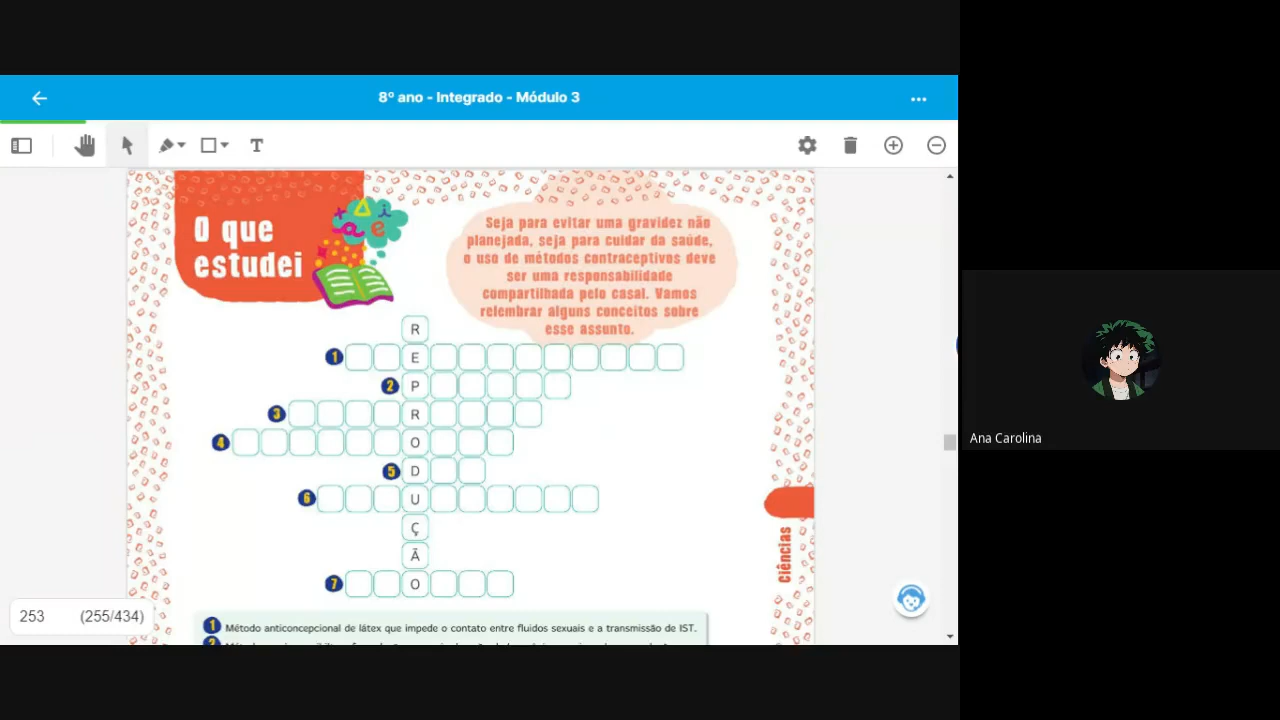 8º ano - Integrado - Módulo 3
T
O que
estudei
Seja para evitar uma gravidez não
planejada, seja para cuidar da saúde,
o uso de métodos contraceptivos deve
ser uma responsabilidade
compartilhada pelo casal. Vamos
relembrar alguns conceitos sobre
esse assunto.
R
1 E
2 P
3 R
4 O
5 D
6 U
Ç
Ã
7 O
Ciências
253 (255/434)
1 Método anticoncepcional de látex que impede o contato entre fluidos sexuais e a transmissão de IST.
2
Ana Carolina